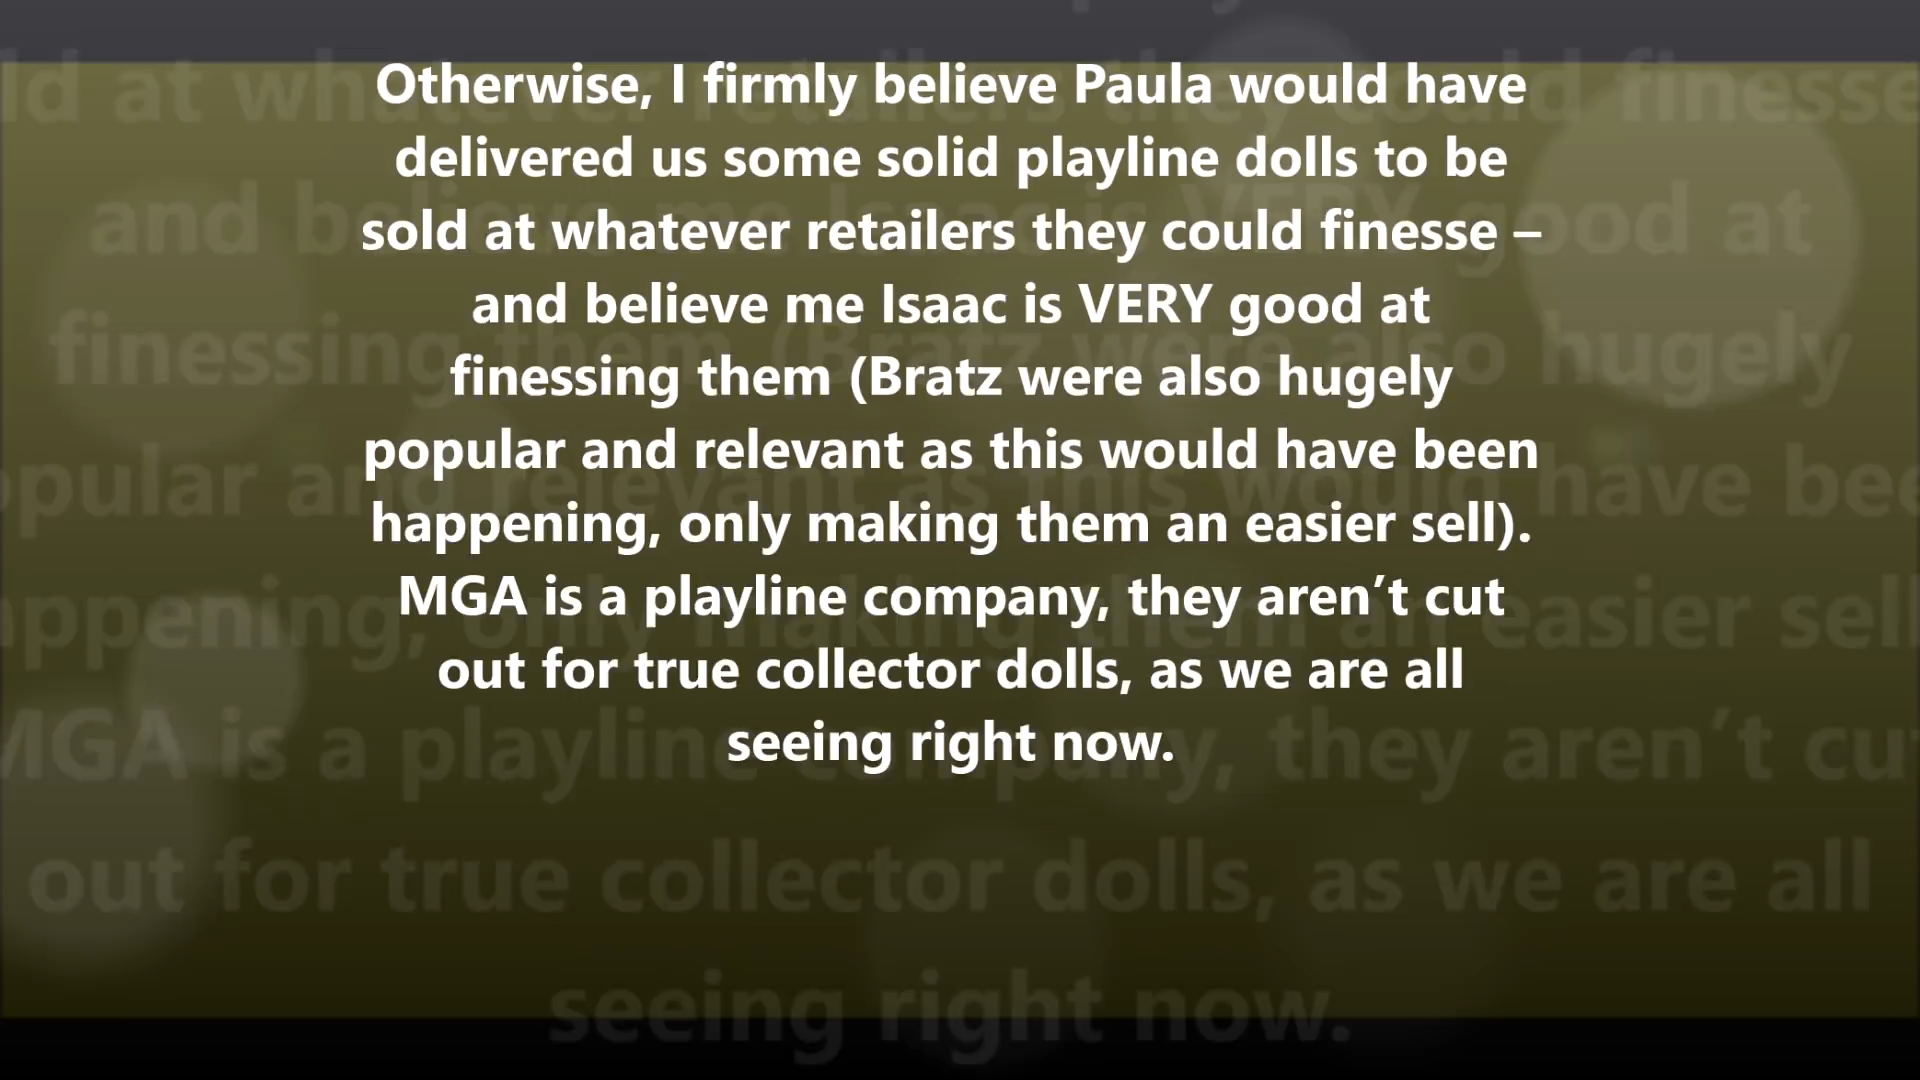 Otherwise, I firmly believe Paula would have
delivered us some solid playline dolls to be
sold at whatever retailers they could finesse –
and believe me Isaac is VERY good at
finessing them (Bratz were also hugely
popular and relevant as this would have been
happening, only making them an easier sell).
MGA is a playline company, they aren’t cut
out for true collector dolls, as we are all
seeing right now.